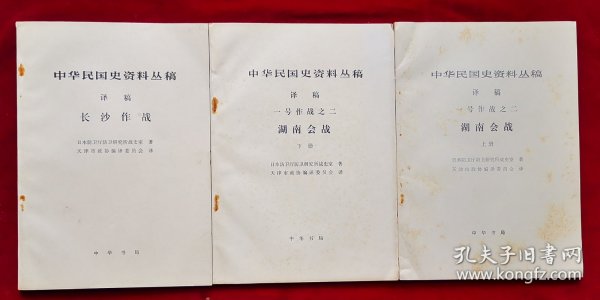 中华民国史资料丛稿
译稿
长沙作战
日本防卫厅防卫研究所战史室 著
天津市政协编译委员会 译
中华书局
中华民国史资料丛稿
译稿
一号作战之二
湖南会战
下册
日本防卫厅防卫研究所战史室 著
天津市政协编译委员会 译
中华书局
中华民国史资料丛稿
译稿
一号作战之二
湖南会战
上册
日本防卫厅防卫研究所战史室 著
天津市政协编译委员会 译
中华书局
孔夫子旧书网
www.kongfz.com